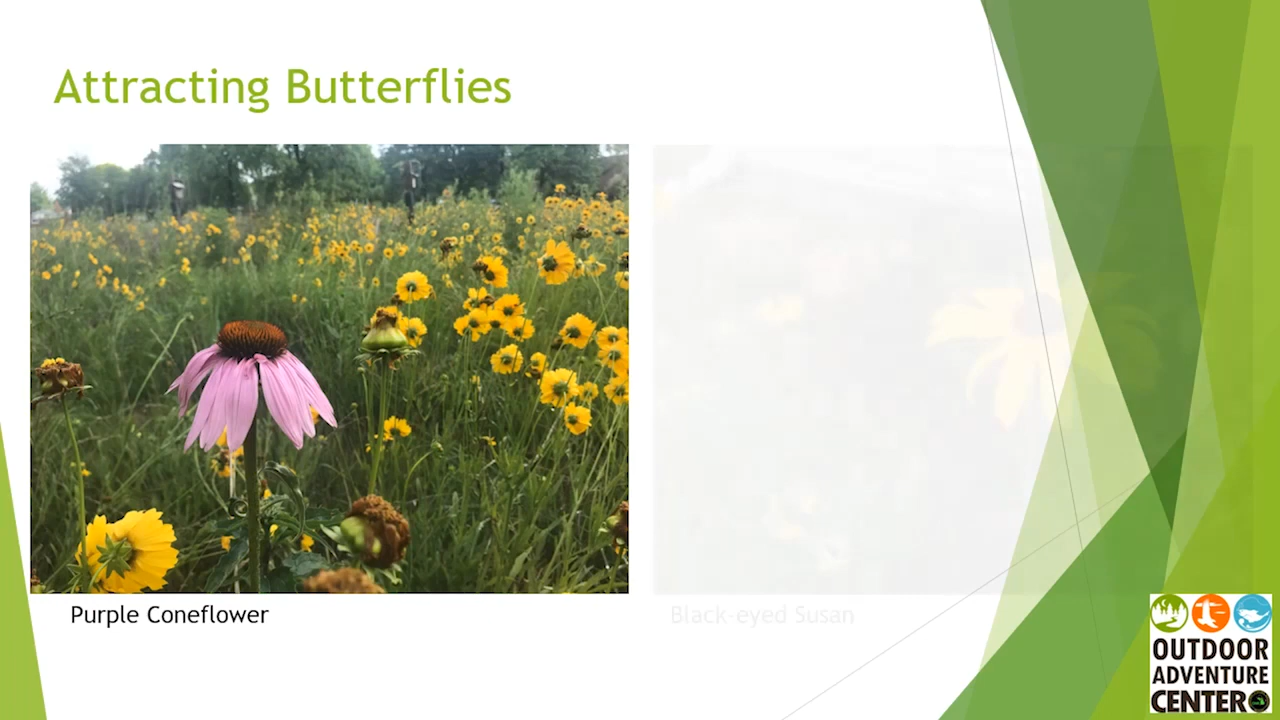 Attracting Butterflies
Purple Coneflower
Black-eyed Susan
OUTDOOR
ADVENTURE
CENTER